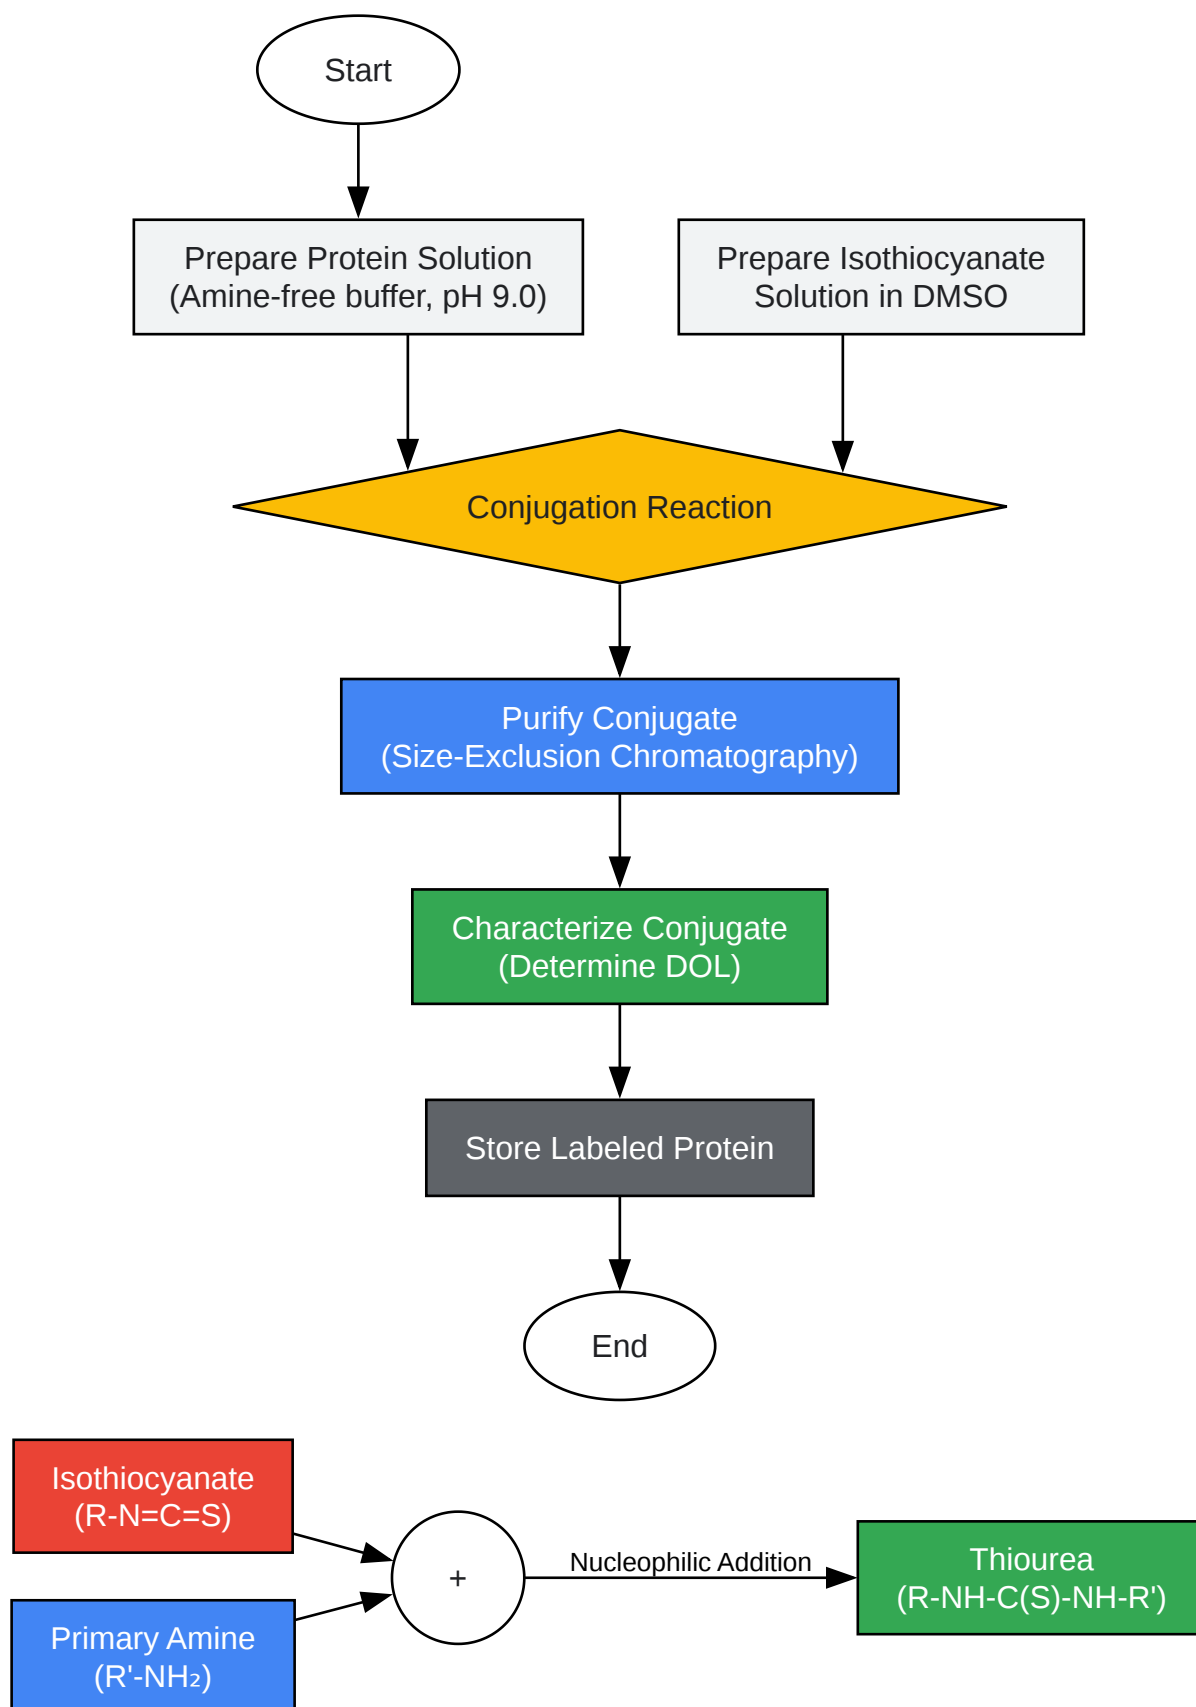 Start
Prepare Protein Solution
(Amine-free buffer, pH 9.0)
Prepare Isothiocyanate
Solution in DMSO
Conjugation Reaction
Purify Conjugate
(Size-Exclusion Chromatography)
Characterize Conjugate
(Determine DOL)
Store Labeled Protein
End
Isothiocyanate
(R-N=C=S)
Primary Amine
(R'-NH₂)
+
Nucleophilic Addition
Thiourea
(R-NH-C(S)-NH-R')